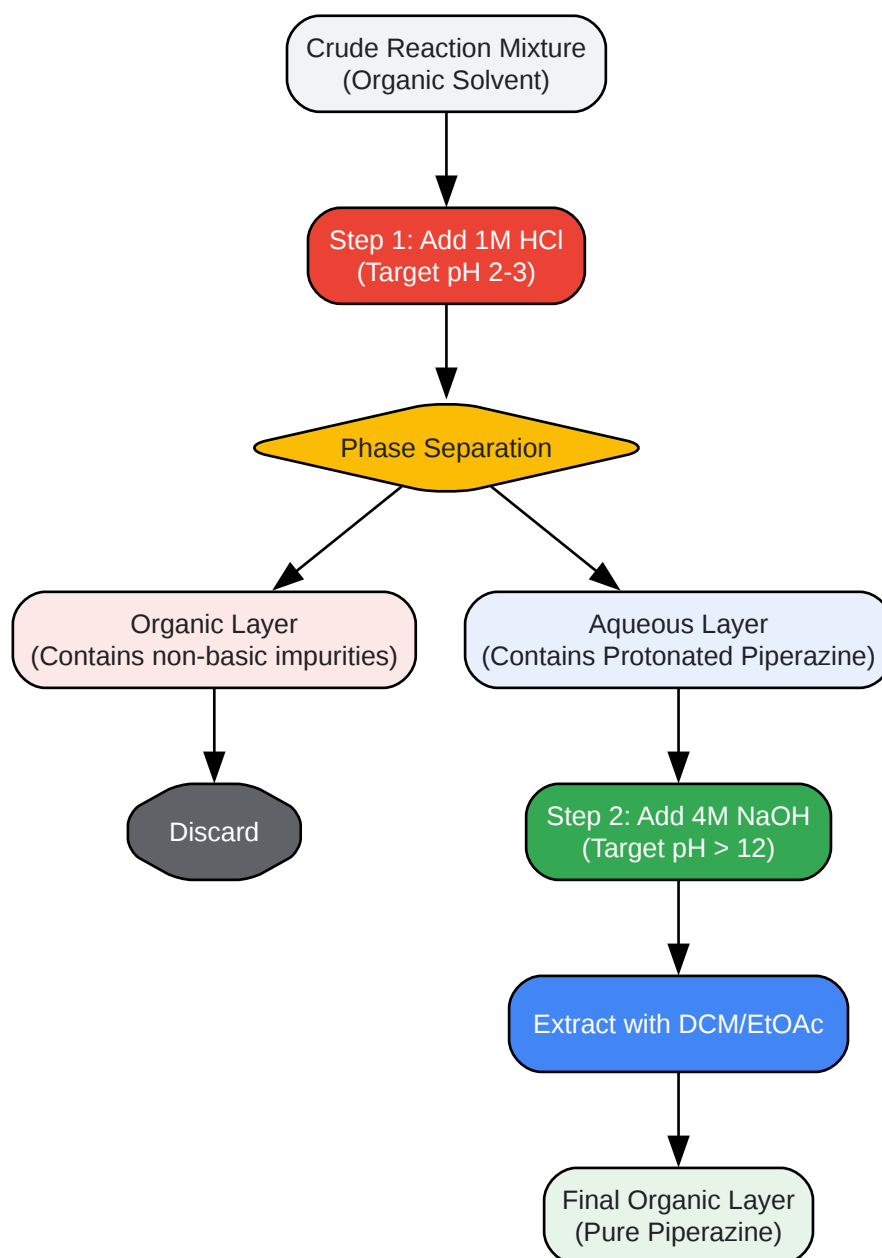 Crude Reaction Mixture
(Organic Solvent)
Step 1: Add 1M HCl
(Target pH 2-3)
Phase Separation
Organic Layer
(Contains non-basic impurities)
Aqueous Layer
(Contains Protonated Piperazine)
Discard
Step 2: Add 4M NaOH
(Target pH > 12)
Extract with DCM/EtOAc
Final Organic Layer
(Pure Piperazine)